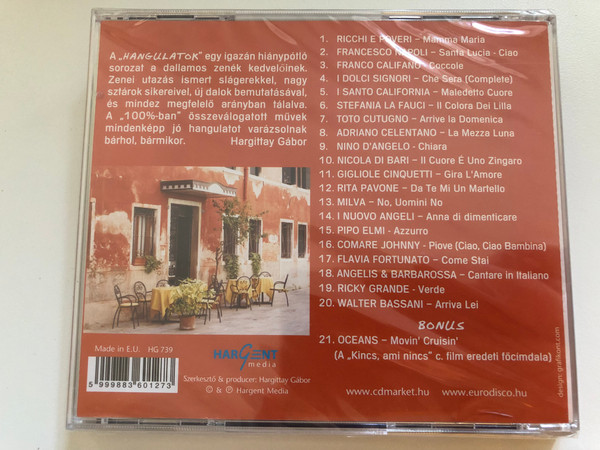 A „HANGULATOK" egy igazán hiánypótló
sorozat a dallamos zenék kedvelőinek.
Zenei utazás ismert slágerekkel, nagy
sztárok sikereivel, új dalok bemutatásával,
és mindez megfelelő arányban tálalva.
A „100%-ban" összeválogatott művek
mindenképp jó hangulatot varázsolnak
bárhol, bármikor. Hargittay Gábor
1. RICCHI E POVERI – Mamma Maria
2. FRANCESCO NAPOLI – Santa Lucia - Ciao
3. FRANCO CALIFANO – Coccole
4. I DOLCI SIGNORI – Che Sera (Complete)
5. I SANTO CALIFORNIA – Maledetto Cuore
6. STEFANIA LA FAUCI – Il Colora Dei Lilla
7. TOTO CUTUGNO – Arrive la Domenica
8. ADRIANO CELENTANO – La Mezza Luna
9. NINO D'ANGELO - Chiara
10. NICOLA DI BARI – Il Cuore É Uno Zingaro
11. GIGLIOLE CINQUETTI – Gira L'Amore
12. RITA PAVONE – Da Te Mi Un Martello
13. MILVA – No, Uomini No
14. I NUOVO ANGELI – Anna di dimenticare
15. PIPO ELMI - Azzurro
16. COMARE JOHNNY - Piove (Ciao, Ciao Bambina)
17. FLAVIA FORTUNATO – Come Stai
18. ANGELIS & BARBAROSSA – Cantare in Italiano
19. RICKY GRANDE - Verde
20. WALTER BASSANI – Arriva Lei
BONUS
21. OCEANS – Movin' Cruisin'
(A „Kincs, ami nincs" c. film eredeti főcímdala)
Made in E.U. HG 739
5 999883 601273
HARGENT
media
Szerkesztő & producer: Hargittay Gábor
© & ℗ Hargent Media
www.cdmarket.hu www.eurodisco.hu
design:grafikont.com